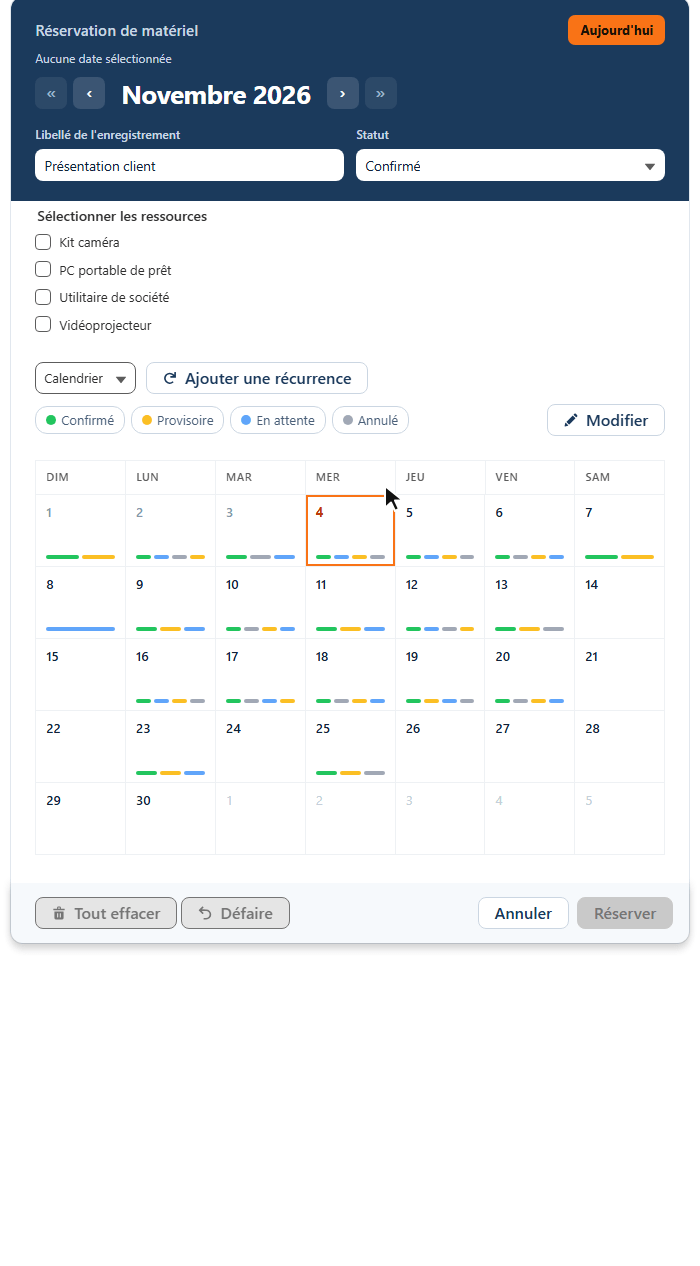 Réservation de matériel
Aujourd'hui
Aucune date sélectionnée
« ‹ Novembre 2026 › »
Libellé de l'enregistrement Statut
Présentation client Confirmé
Sélectionner les ressources
Kit caméra
PC portable de prêt
Utilitaire de société
Vidéoprojecteur
Calendrier Ajouter une récurrence
Confirmé Provisoire En attente Annulé Modifier
DIM LUN MAR MER JEU VEN SAM
1 2 3 4 5 6 7
8 9 10 11 12 13 14
15 16 17 18 19 20 21
22 23 24 25 26 27 28
29 30 1 2 3 4 5
Tout effacer Défaire Annuler Réserver